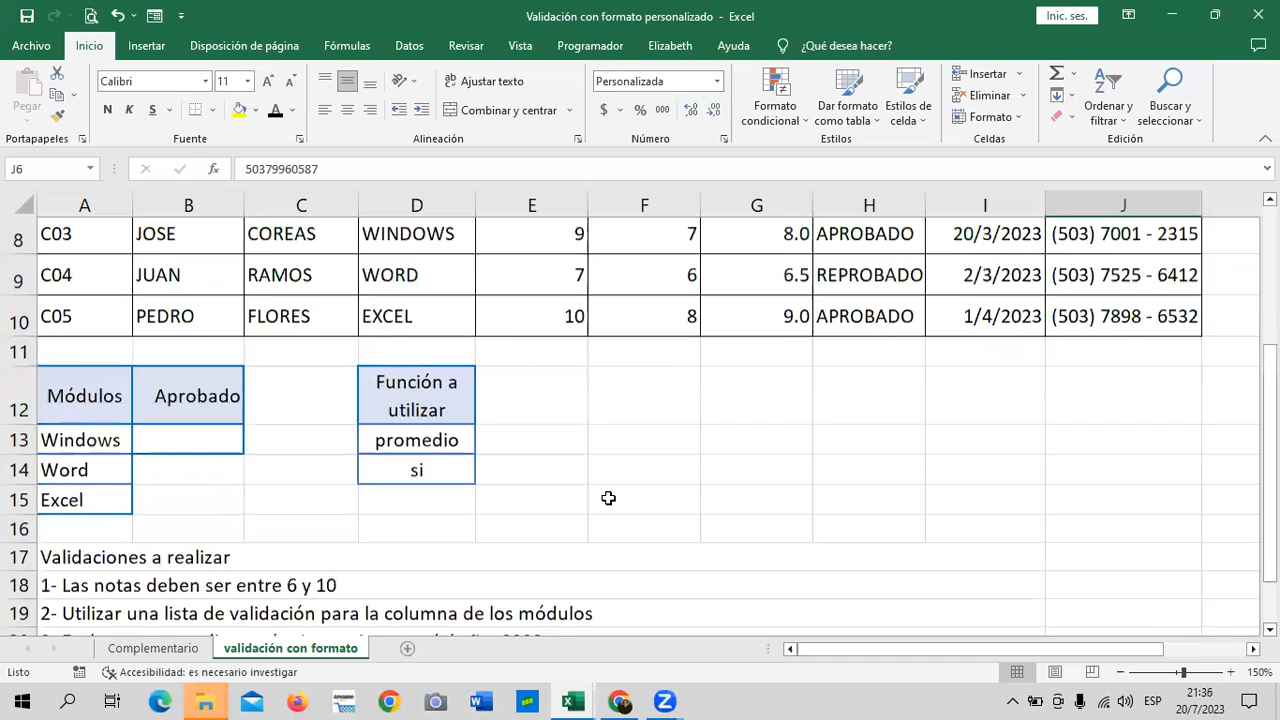 Validación con formato personalizado - Excel
Inic. ses.
Archivo Inicio Insertar Disposición de página Fórmulas Datos Revisar Vista Programador Elizabeth Ayuda ¿Qué desea hacer?
Pegar
Portapapeles
Calibri 11
N K S
Fuente
Ajustar texto
Combinar y centrar
Alineación
Personalizada
$ % 000
Número
Formato condicional
Dar formato como tabla
Estilos de celda
Estilos
Insertar
Eliminar
Formato
Celdas
Ordenar y filtrar
Buscar y seleccionar
Edición
J6 fx 50379960587
A B C D E F G H I J
8 C03 JOSE COREAS WINDOWS 9 7 8.0 APROBADO 20/3/2023 (503) 7001 - 2315
9 C04 JUAN RAMOS WORD 7 6 6.5 REPROBADO 2/3/2023 (503) 7525 - 6412
10 C05 PEDRO FLORES EXCEL 10 8 9.0 APROBADO 1/4/2023 (503) 7898 - 6532
11
12 Módulos Aprobado Función a utilizar
13 Windows promedio
14 Word si
15 Excel
16
17 Validaciones a realizar
18 1- Las notas deben ser entre 6 y 10
19 2- Utilizar una lista de validación para la columna de los módulos
Complementario validación con formato
Listo Accesibilidad: es necesario investigar 150%
ESP 21:36
20/7/2023